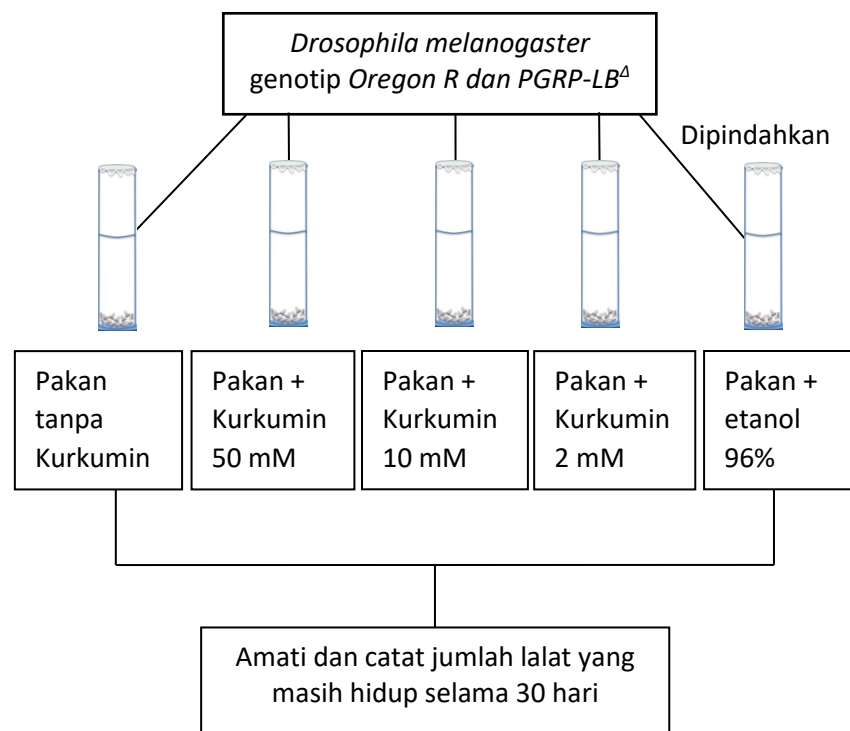 Drosophila melanogaster
genotip Oregon R dan PGRP-LB^Δ
Dipindahkan
Pakan
tanpa
Kurkumin
Pakan +
Kurkumin
50 mM
Pakan +
Kurkumin
10 mM
Pakan +
Kurkumin
2 mM
Pakan +
etanol
96%
Amati dan catat jumlah lalat yang
masih hidup selama 30 hari